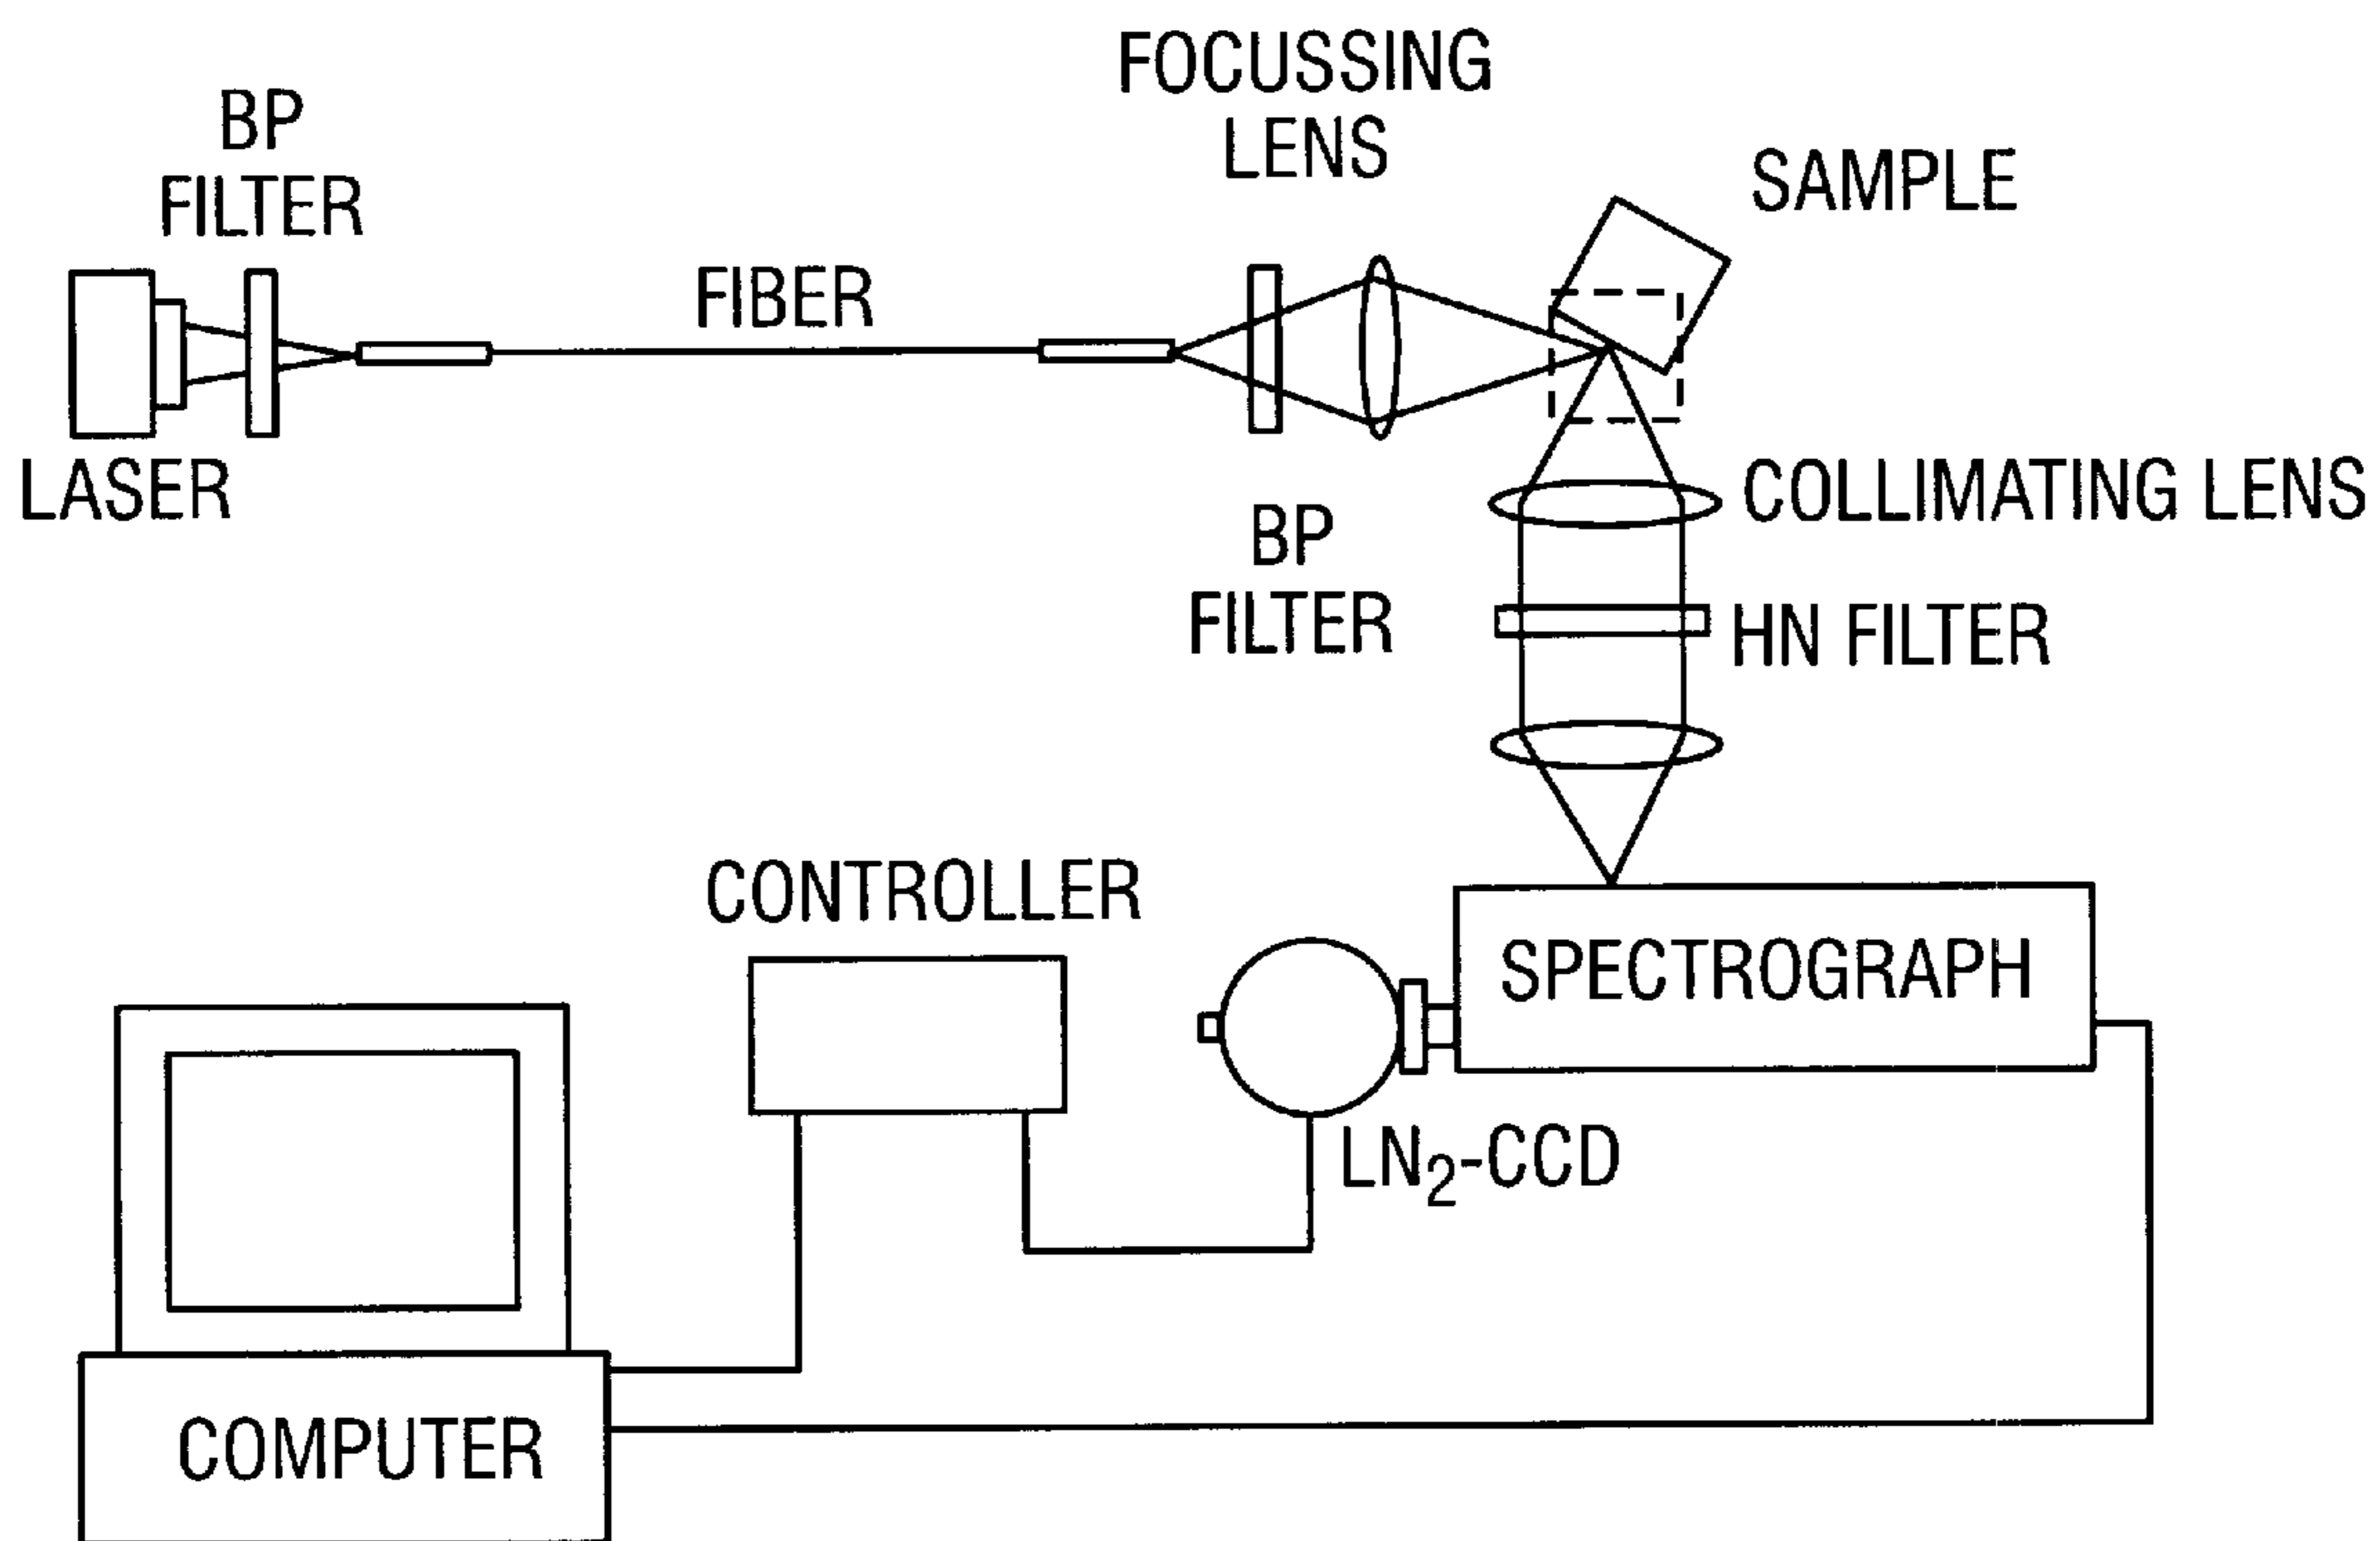 FOCUSSING
LENS
BP
FILTER
SAMPLE
FIBER
LASER
COLLIMATING LENS
BP
FILTER
HN FILTER
CONTROLLER
SPECTROGRAPH
LN₂-CCD
COMPUTER